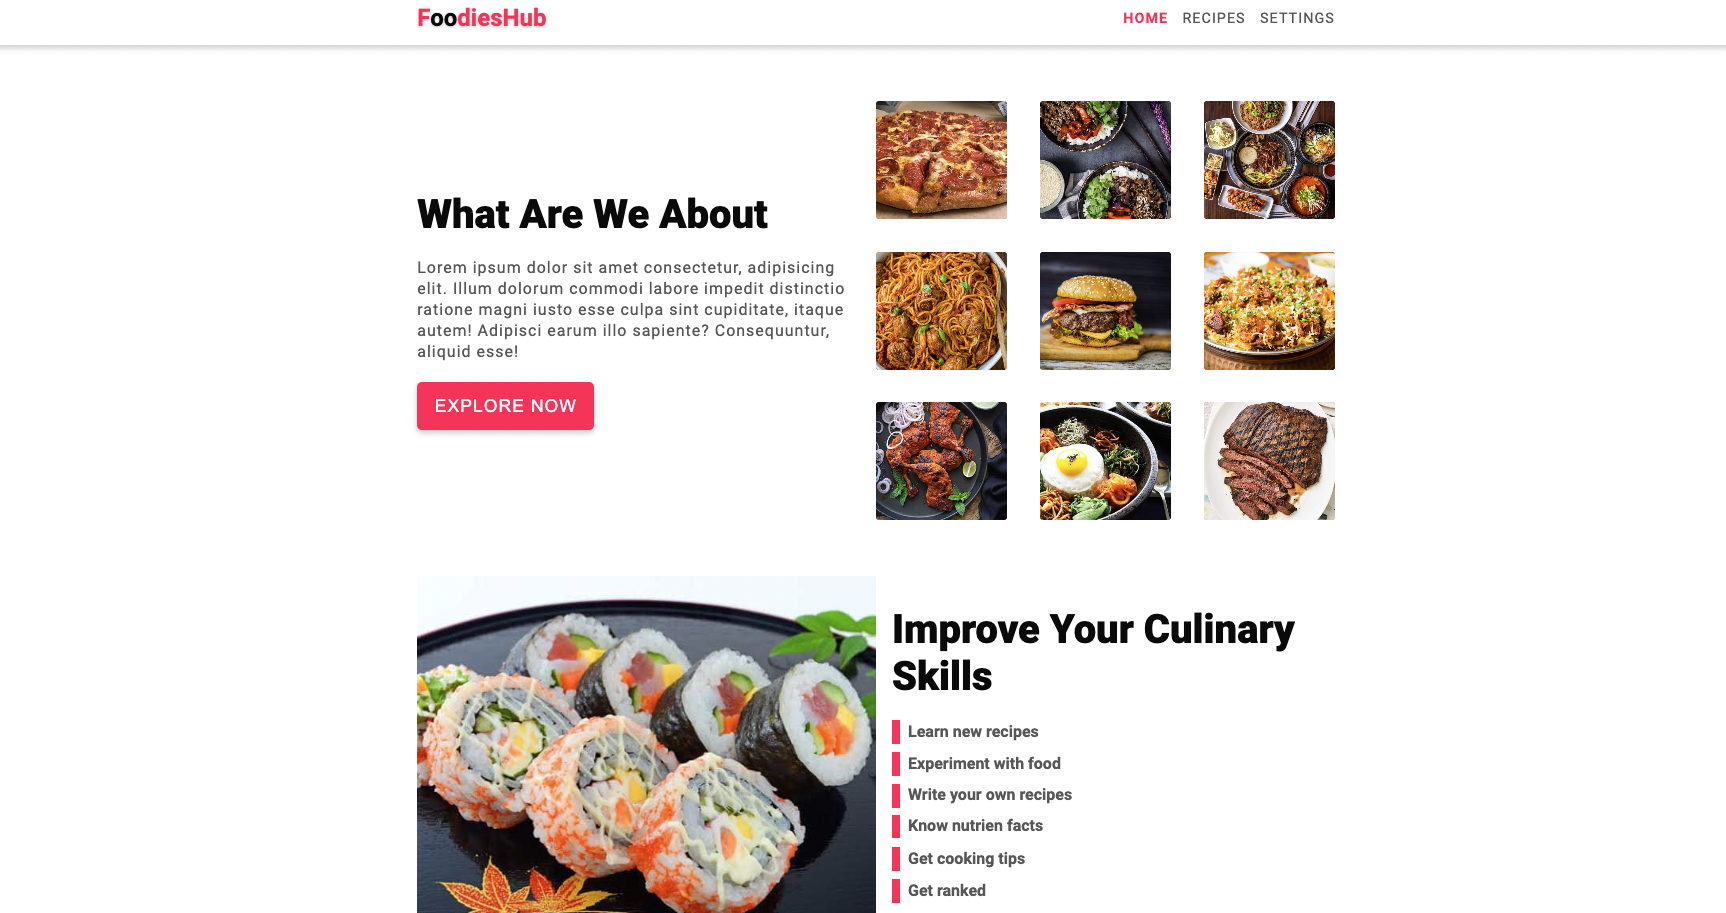 FoodiesHub
HOME RECIPES SETTINGS
What Are We About
Lorem ipsum dolor sit amet consectetur, adipisicing
elit. Illum dolorum commodi labore impedit distinctio
ratione magni iusto esse culpa sint cupiditate, itaque
autem! Adipisci earum illo sapiente? Consequuntur,
aliquid esse!
EXPLORE NOW
Improve Your Culinary
Skills
Learn new recipes
Experiment with food
Write your own recipes
Know nutrien facts
Get cooking tips
Get ranked